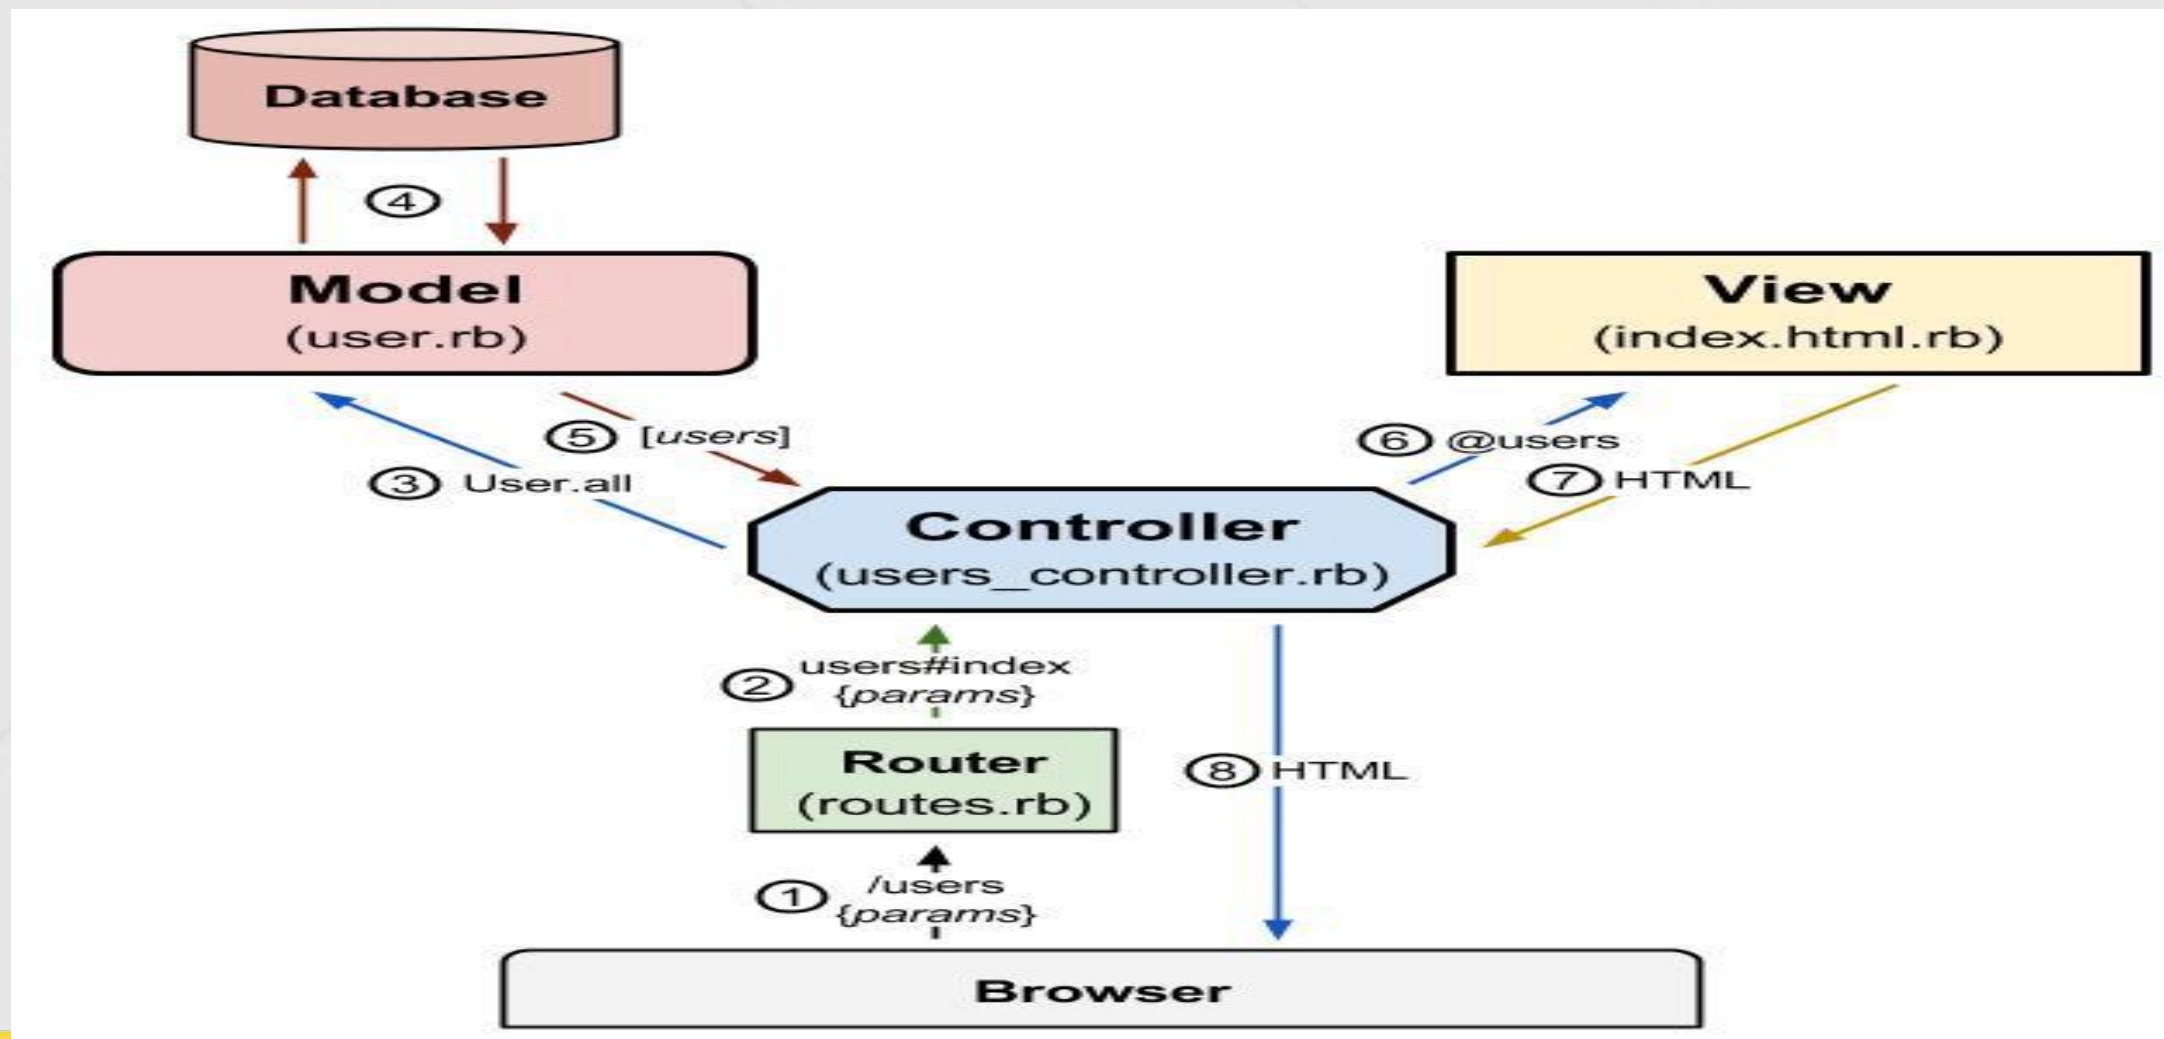 Database
4
Model
(user.rb)
View
(index.html.rb)
5 [users]
6 @users
3 User.all
7 HTML
Controller
(users_controller.rb)
2 users#index
{params}
Router
(routes.rb)
8 HTML
1 /users
{params}
Browser